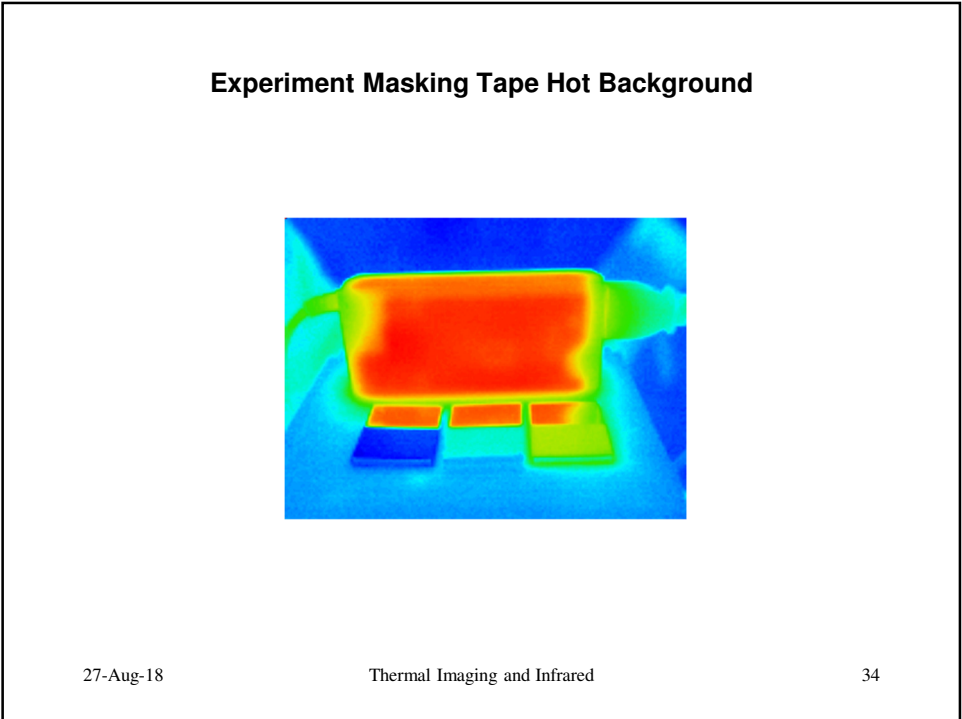 Experiment Masking Tape Hot Background
27-Aug-18 Thermal Imaging and Infrared 34